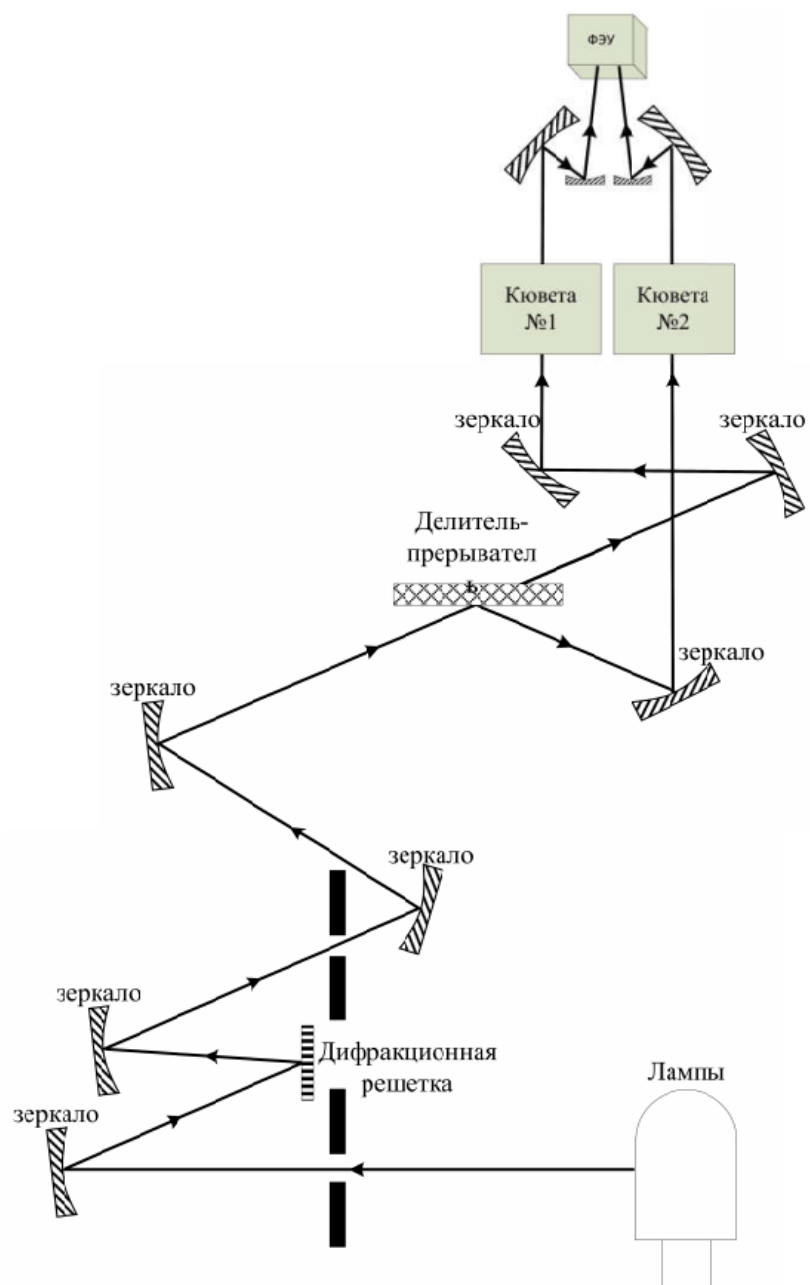 ФЭУ
Кювета
№1
Кювета
№2
зеркало
зеркало
Делитель-
прерывател
ь
зеркало
зеркало
зеркало
зеркало
Дифракционная
решетка
Лампы
зеркало